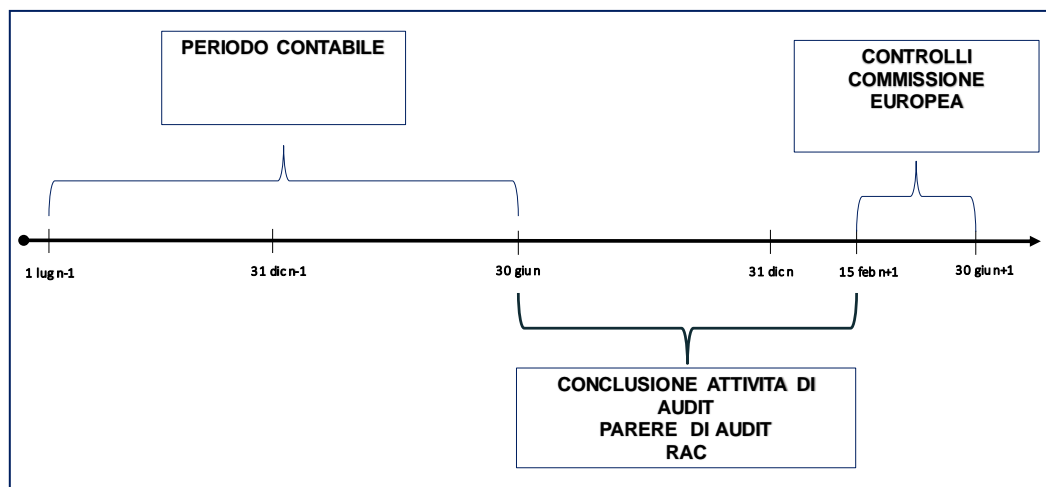 PERIODO CONTABILE
CONTROLLI
COMMISSIONE
EUROPEA
1 lug n-1
31 dic n-1
30 giu n
31 dic n
15 feb n+1
30 giu n+1
CONCLUSIONE ATTIVITA DI
AUDIT
PARERE DI AUDIT
RAC